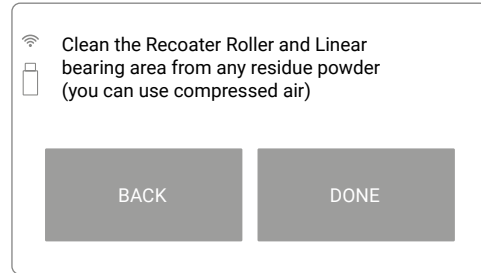 Clean the Recoater Roller and Linear
bearing area from any residue powder
(you can use compressed air)
BACK
DONE